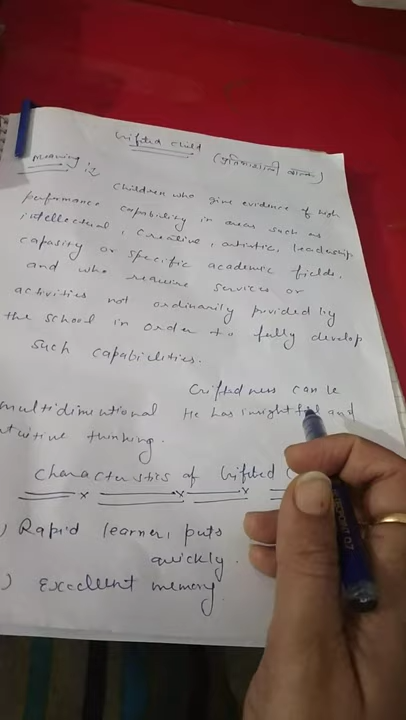 Gifted child (प्रतिभाशाली बालक)
Meaning :-
Children who give evidence of high
performance capability in areas such as
intellectual, creative, artistic, leadership
capasity or specific academic fields,
and who require services or
activities not ordinarily provided by
the school in order to fully develop
such capabilities.
Giftedness can be
multidimentional He has insightful and
intuitive thinking.
Characteristics of Gifted C
) Rapid learner, puts
quickly.
) Excellent memory.